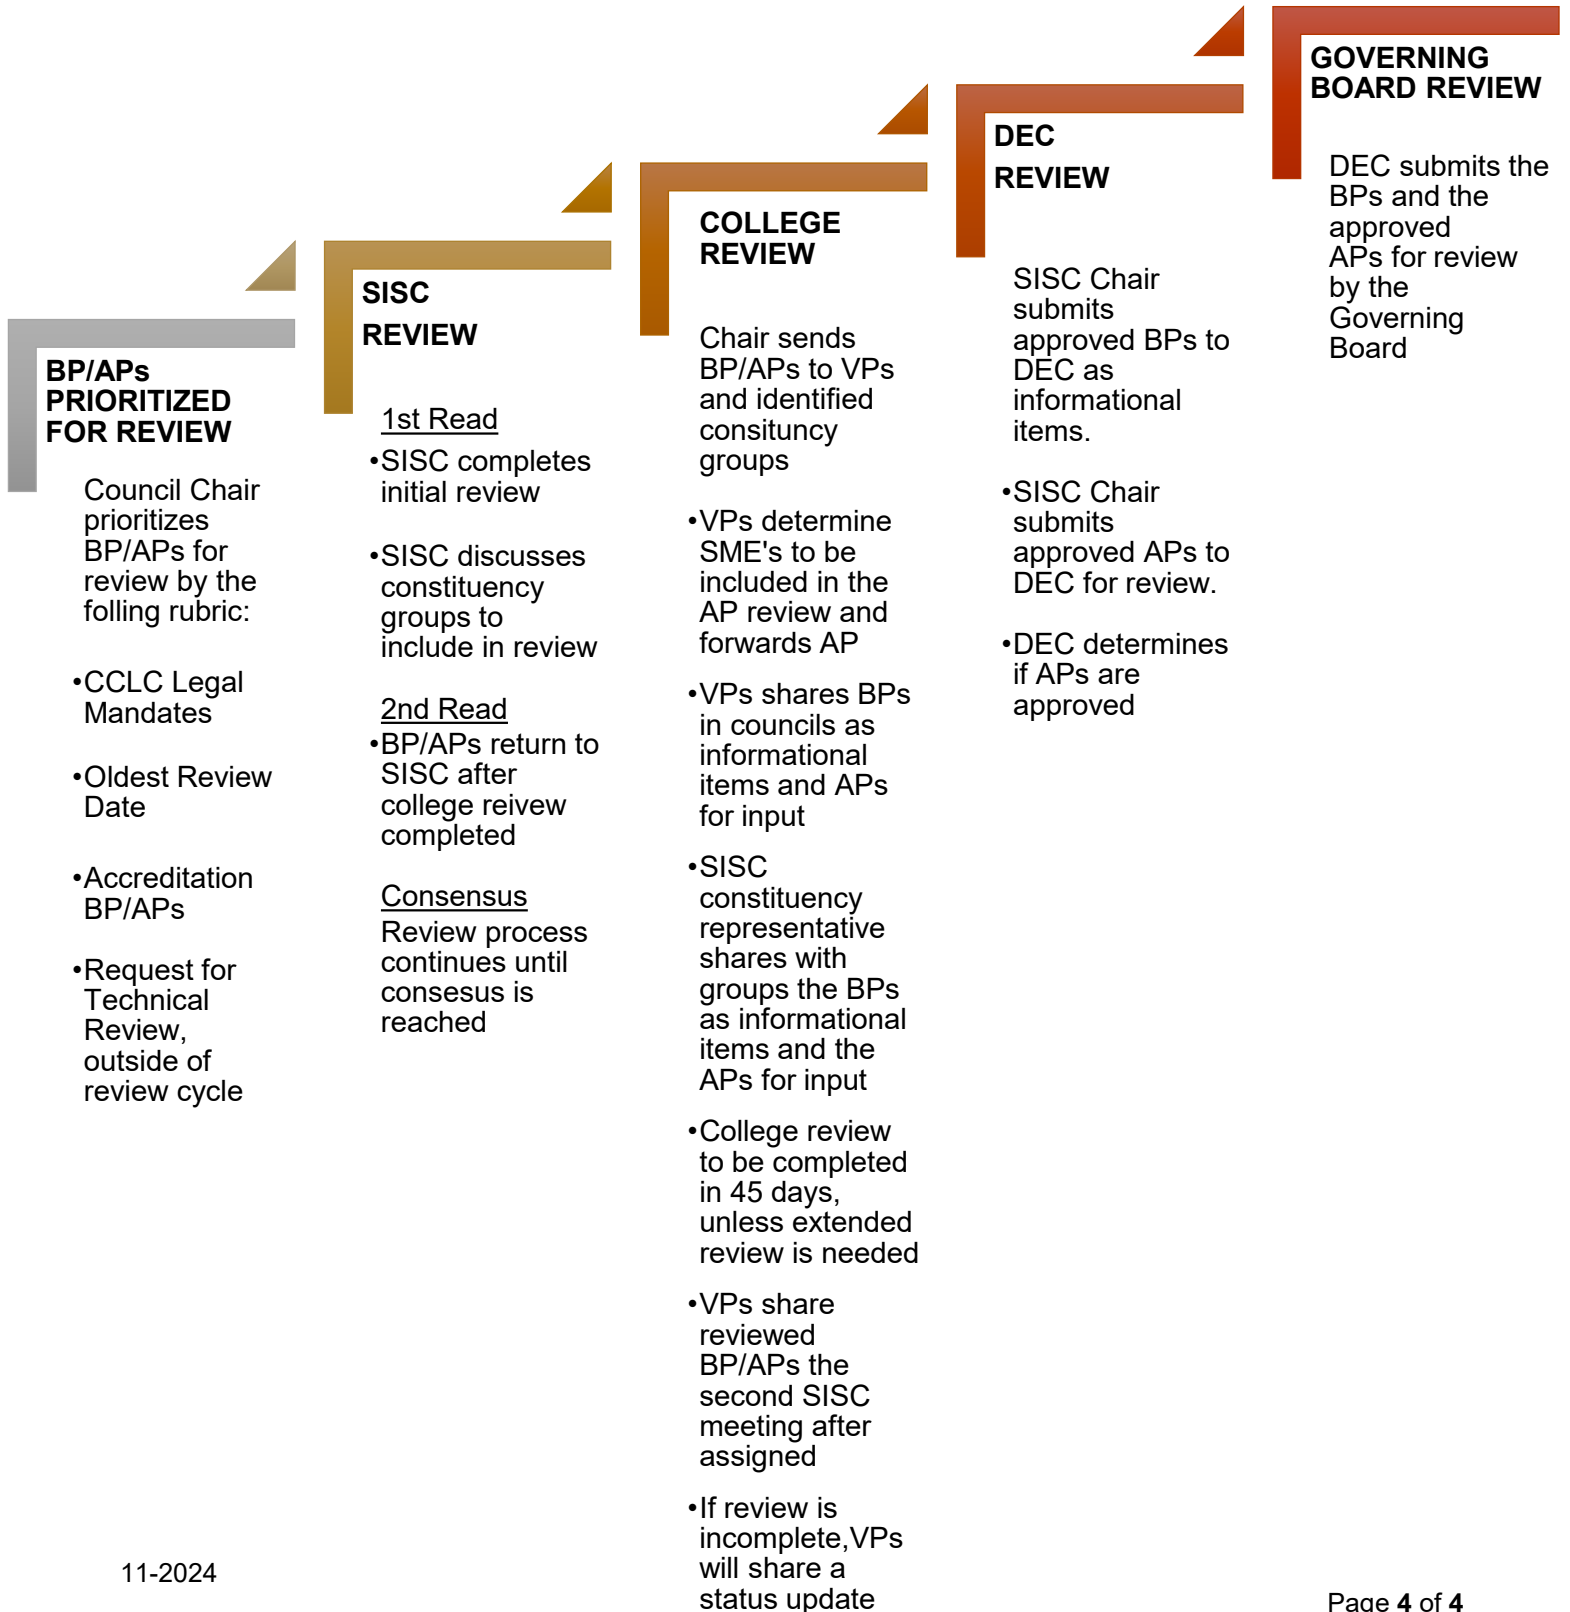 BP/APs
PRIORITIZED
FOR REVIEW
Council Chair
prioritizes
BP/APs for
review by the
folling rubric:
•CCLC Legal
Mandates
•Oldest Review
Date
•Accreditation
BP/APs
•Request for
Technical
Review,
outside of
review cycle
SISC
REVIEW
1st Read
•SISC completes
initial review
•SISC discusses
constituency
groups to
include in review
2nd Read
•BP/APs return to
SISC after
college reivew
completed
Consensus
Review process
continues until
consesus is
reached
COLLEGE
REVIEW
Chair sends
BP/APs to VPs
and identified
consituncy
groups
•VPs determine
SME's to be
included in the
AP review and
forwards AP
•VPs shares BPs
in councils as
informational
items and APs
for input
•SISC
constituency
representative
shares with
groups the BPs
as informational
items and the
APs for input
•College review
to be completed
in 45 days,
unless extended
review is needed
•VPs share
reviewed
BP/APs the
second SISC
meeting after
assigned
•If review is
incomplete,VPs
will share a
status update
DEC
REVIEW
SISC Chair
submits
approved BPs to
DEC as
informational
items.
•SISC Chair
submits
approved APs to
DEC for review.
•DEC determines
if APs are
approved
GOVERNING
BOARD REVIEW
DEC submits the
BPs and the
approved
APs for review
by the
Governing
Board
11-2024
Page 4 of 4